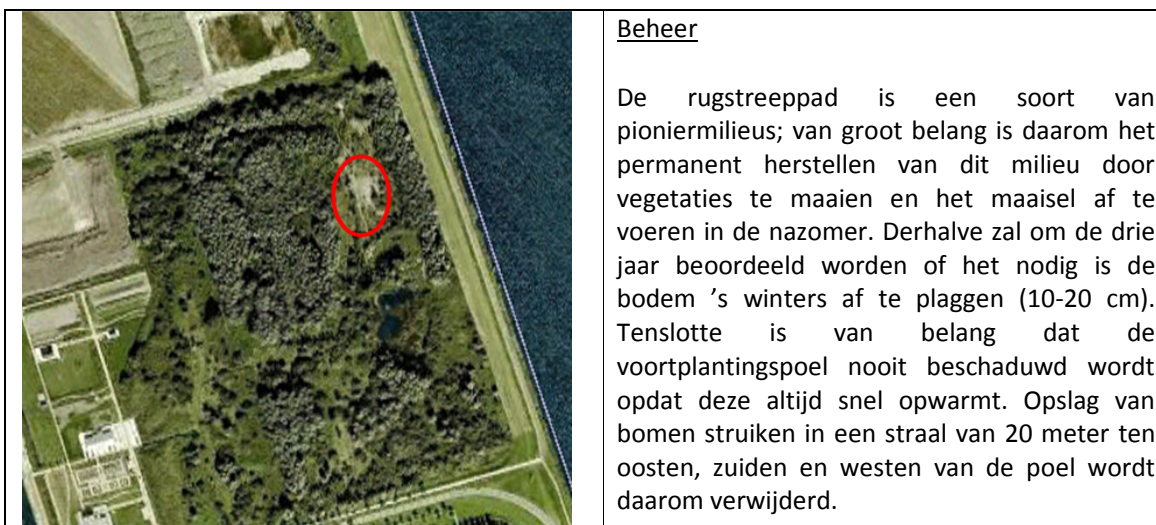 Beheer
De rugstreeppad is een soort van
pioniermilieus; van groot belang is daarom het
permanent herstellen van dit milieu door
vegetaties te maaien en het maaisel af te
voeren in de nazomer. Derhalve zal om de drie
jaar beoordeeld worden of het nodig is de
bodem ’s winters af te plaggen (10-20 cm).
Tenslotte is van belang dat de
voortplantingspoel nooit beschaduwd wordt
opdat deze altijd snel opwarmt. Opslag van
bomen struiken in een straal van 20 meter ten
oosten, zuiden en westen van de poel wordt
daarom verwijderd.